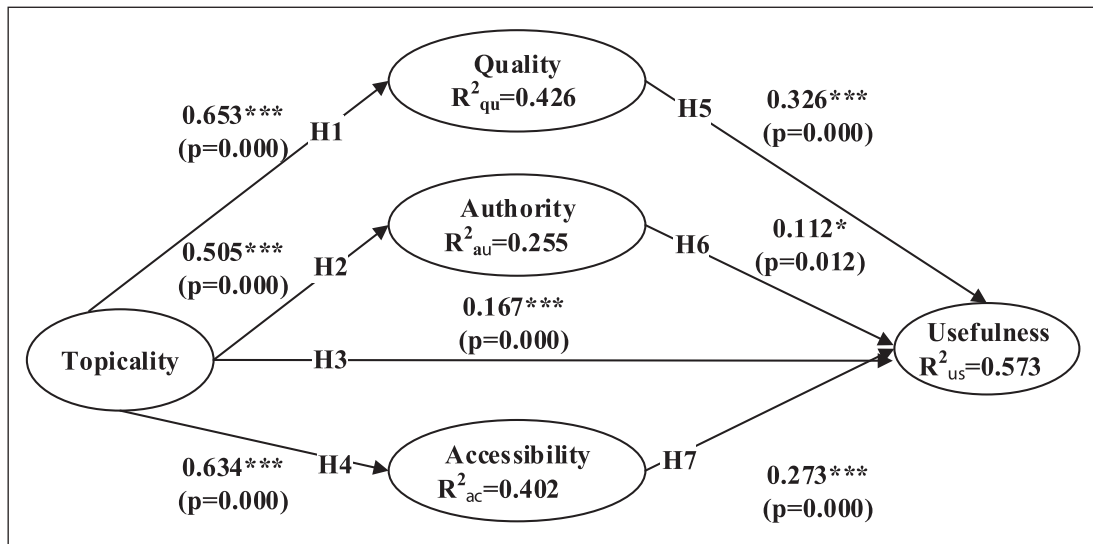 Quality
R²qu=0.426
0.653***
(p=0.000)
H1
H5
0.326***
(p=0.000)
Authority
R²au=0.255
0.505***
(p=0.000)
H2
H6
0.112*
(p=0.012)
0.167***
(p=0.000)
Topicality
H3
Usefulness
R²us=0.573
Accessibility
R²ac=0.402
0.634***
(p=0.000)
H4
H7
0.273***
(p=0.000)